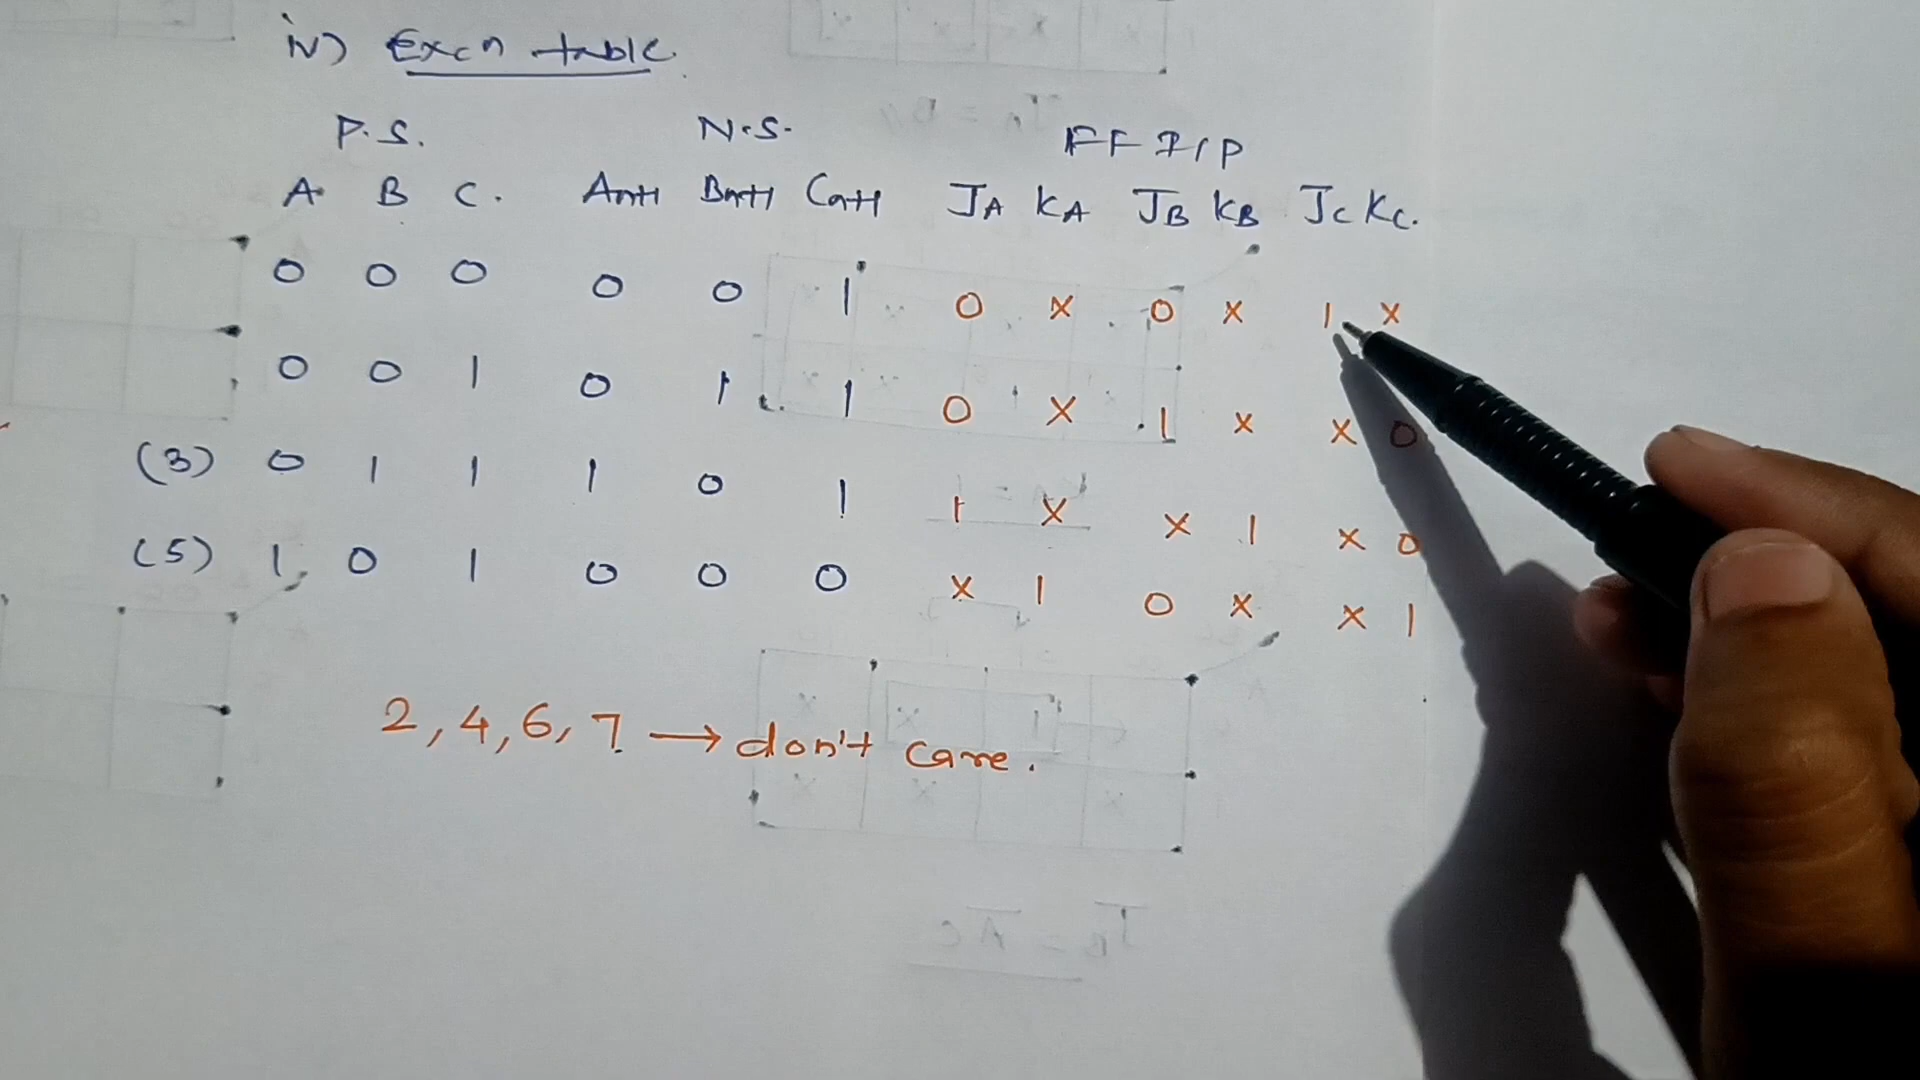 iv) Excn table.
P.S. N.S. FF I/P
A B C. An+1 Bn+1 Cn+1 JA KA JB KB JC KC.
0 0 0 0 0 1 0 x 0 x 1 x
0 0 1 0 1 1 0 x 1 x x 0
(3) 0 1 1 1 0 1 1 x x 1 x 0
(5) 1 0 1 0 0 0 x 1 0 x x 1
2, 4, 6, 7 → don't care.